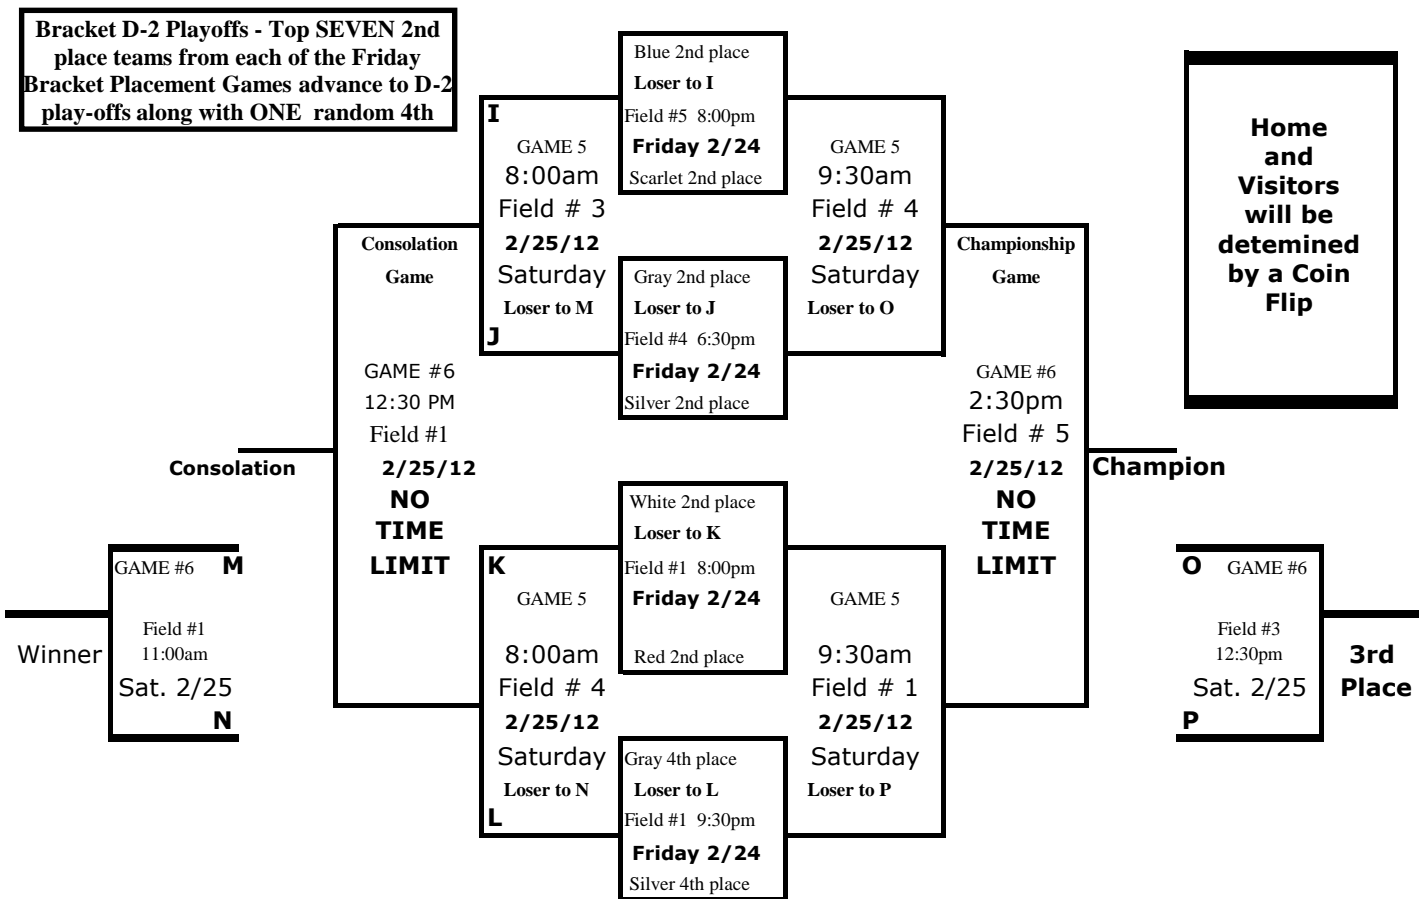 Bracket D-2 Playoffs - Top SEVEN 2nd
place teams from each of the Friday
Bracket Placement Games advance to D-2
play-offs along with ONE  random 4th
Blue 2nd place
Loser to I
Field #5  8:00pm
Friday 2/24
Scarlet 2nd place
I
GAME 5
8:00am
Field # 3
2/25/12
Saturday
Loser to M
J
GAME 5
9:30am
Field # 4
2/25/12
Saturday
Loser to O
Home
and
Visitors
will be
detemined
by a Coin
Flip
Consolation
Game
GAME #6
12:30 PM
Field #1
2/25/12
NO
TIME
LIMIT
Consolation
Gray 2nd place
Loser to J
Field #4  6:30pm
Friday 2/24
Silver 2nd place
Championship
Game
GAME #6
2:30pm
Field # 5
2/25/12
NO
TIME
LIMIT
Champion
White 2nd place
Loser to K
Field #1  8:00pm
Friday 2/24
Red 2nd place
GAME #6
M
Field #1
11:00am
Sat. 2/25
N
Winner
K
GAME 5
8:00am
Field # 4
2/25/12
Saturday
Loser to N
L
GAME 5
9:30am
Field # 1
2/25/12
Saturday
Loser to P
O
GAME #6
Field #3
12:30pm
Sat. 2/25
P
3rd
Place
Gray 4th place
Loser to L
Field #1  9:30pm
Friday 2/24
Silver 4th place